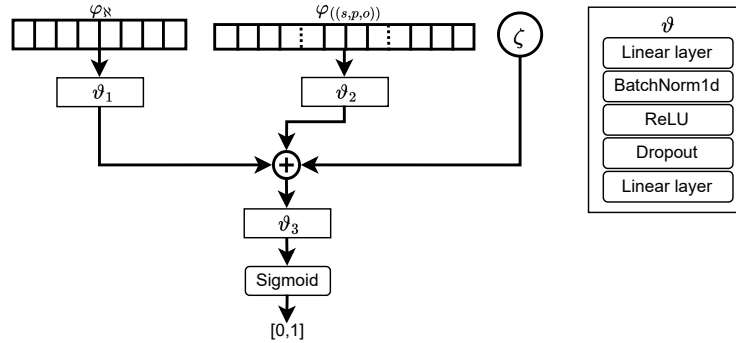 φℵ
φ((s,p,o))
ζ
ϑ1
ϑ2
+
ϑ3
Sigmoid
[0,1]
ϑ
Linear layer
BatchNorm1d
ReLU
Dropout
Linear layer